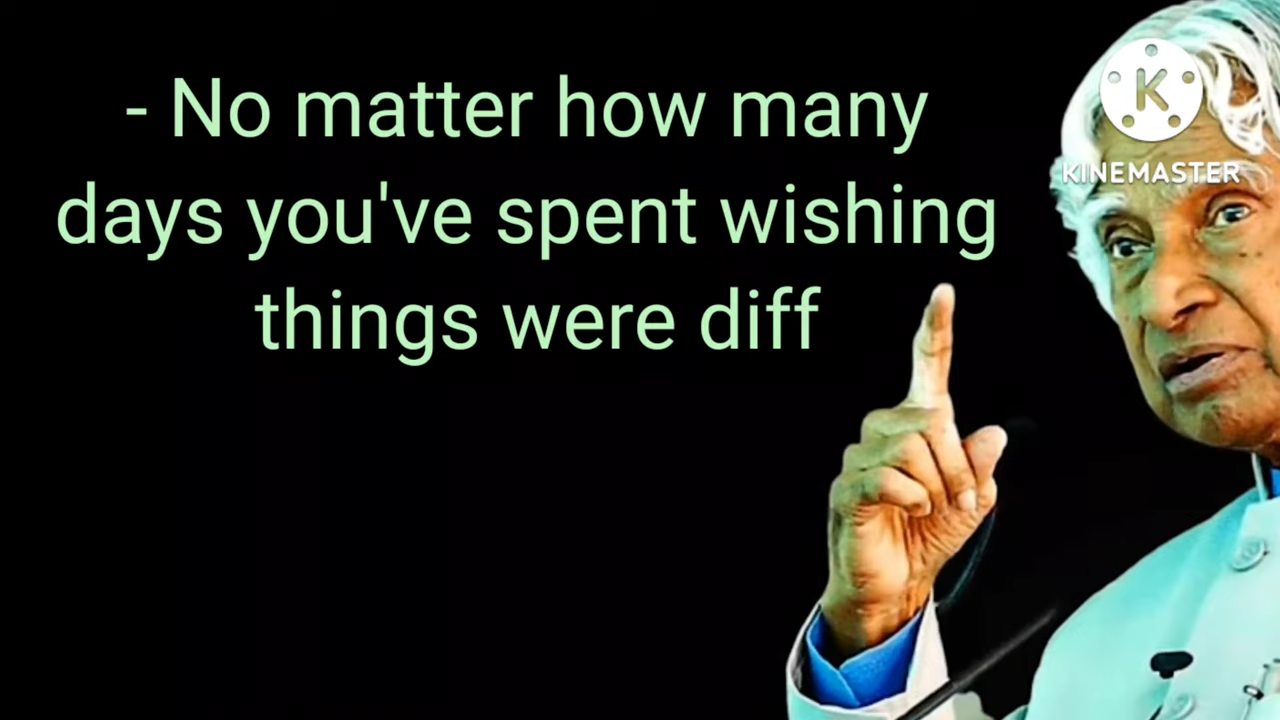 - No matter how many
days you've spent wishing
things were diff
K
KINEMASTER